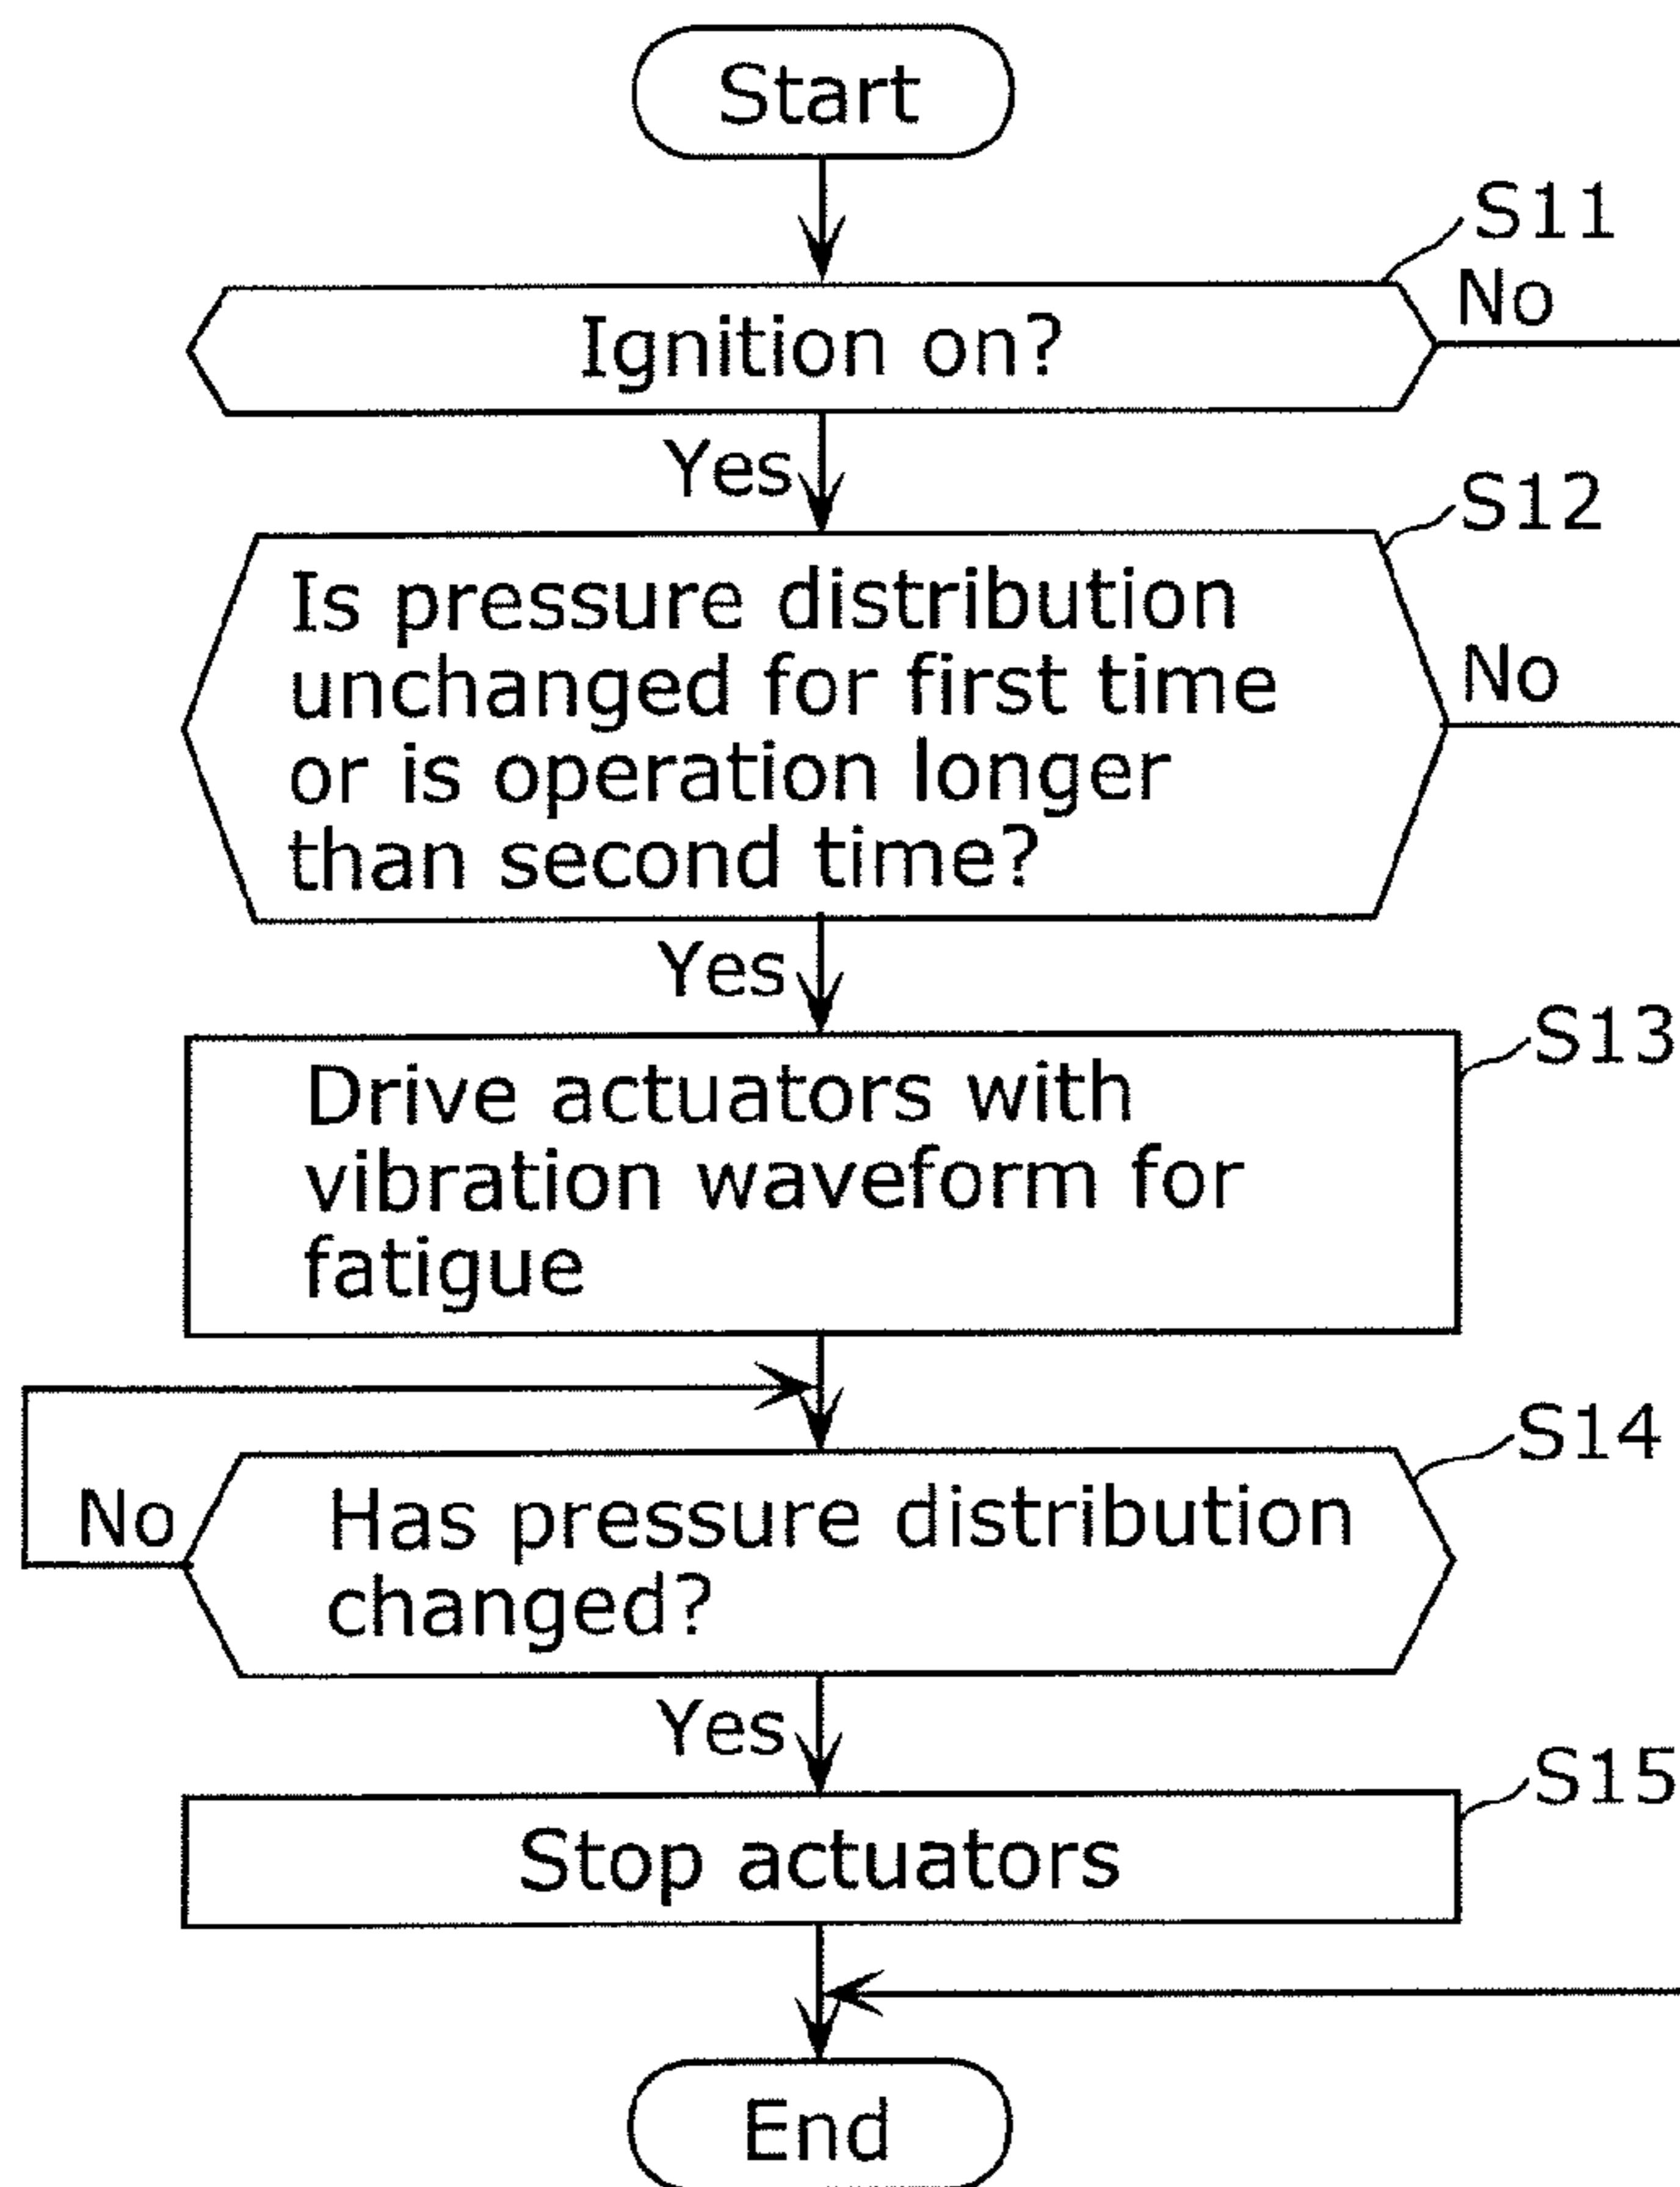 Start
S11
Ignition on?
No
Yes
S12
Is pressure distribution
unchanged for first time
or is operation longer
than second time?
No
Yes
S13
Drive actuators with
vibration waveform for
fatigue
S14
No
Has pressure distribution
changed?
Yes
S15
Stop actuators
End